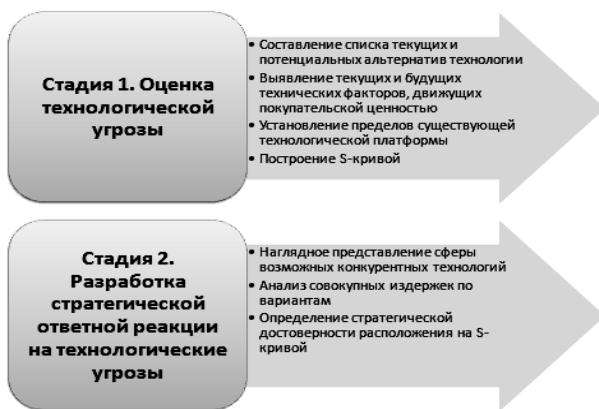 Стадия 1. Оценка
технологической
угрозы
• Составление списка текущих и
потенциальных альтернатив технологии
• Выявление текущих и будущих
технических факторов, движущих
покупательской ценностью
• Установление пределов существующей
технологической платформы
• Построение S-кривой
Стадия 2.
Разработка
стратегической
ответной реакции
на технологические
угрозы
• Наглядное представление сферы
возможных конкурентных технологий
• Анализ совокупных издержек по
вариантам
• Определение стратегической
достоверности расположения на S-
кривой